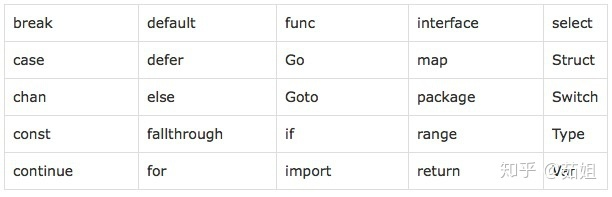 break default func interface select
case defer Go map Struct
chan else Goto package Switch
const fallthrough if range Type
continue for import return Var
知乎 @茹姐